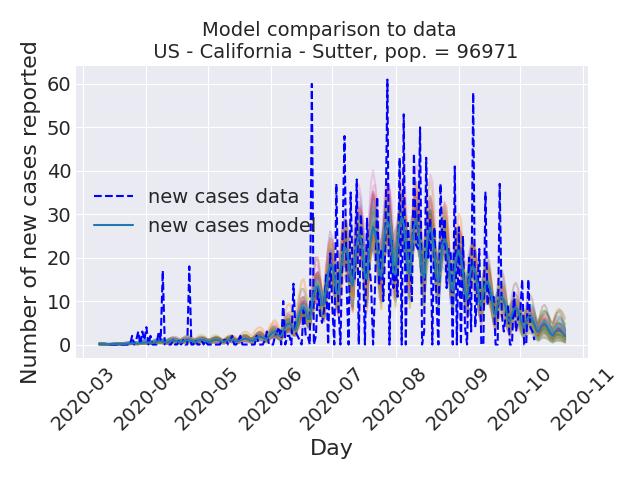 Model comparison to data
US - California - Sutter, pop. = 96971
Number of new cases reported
60
50
40
30
20
10
0
new cases data
new cases model
2020-03
2020-04
2020-05
2020-06
2020-07
2020-08
2020-09
2020-10
2020-11
Day